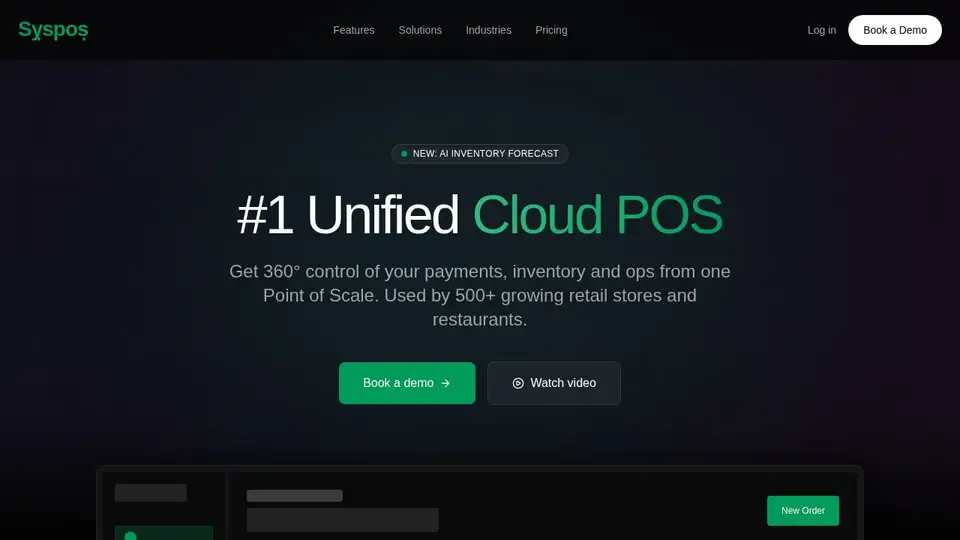 Sỵspoṣ
Features
Solutions
Industries
Pricing
Log in
Book a Demo
NEW: AI INVENTORY FORECAST
#1 Unified Cloud POS
Get 360° control of your payments, inventory and ops from one
Point of Scale. Used by 500+ growing retail stores and
restaurants.
Book a demo →
Watch video
New Order